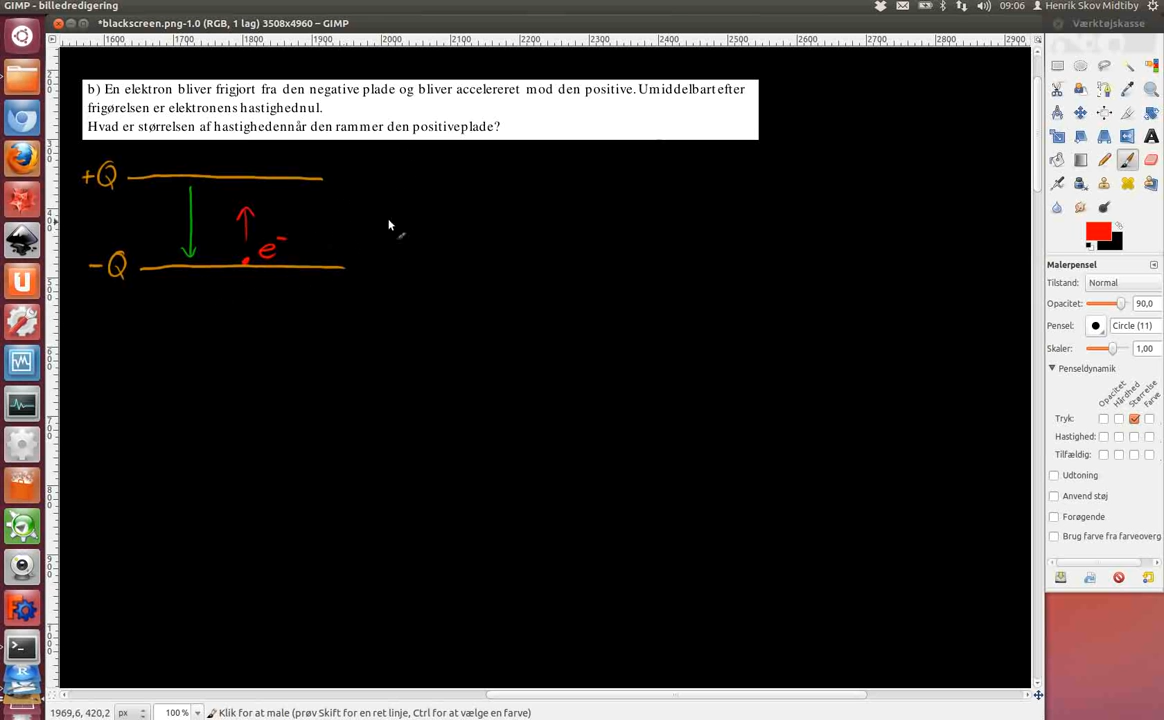 GIMP - billedredigering
09:06 Henrik Skov Midtiby
*blackscreen.png-1.0 (RGB, 1 lag) 3508x4960 – GIMP
Værktøjskasse
1600 1700 1800 1900 2000 2100 2200 2300 2400 2500 2600 2700 2800 2900
b) En elektron bliver frigjort fra den negative plade og bliver accelereret mod den positive. Umiddelbart efter
frigørelsen er elektronens hastighed nul.
Hvad er størrelsen af hastigheden når den rammer den positive plade?
+Q
e⁻
-Q
Malerpensel
Tilstand: Normal
Opacitet: 90,0
Pensel: Circle (11)
Skaler: 1,00
Penseldynamik
Opacitet Hårdhed Størrelse Farve
Tryk:
Hastighed:
Tilfældig:
Udtoning
Anvend støj
Forøgende
Brug farve fra farveoverg
1969,6, 420,2 px 100% Klik for at male (prøv Skift for en ret linje, Ctrl for at vælge en farve)